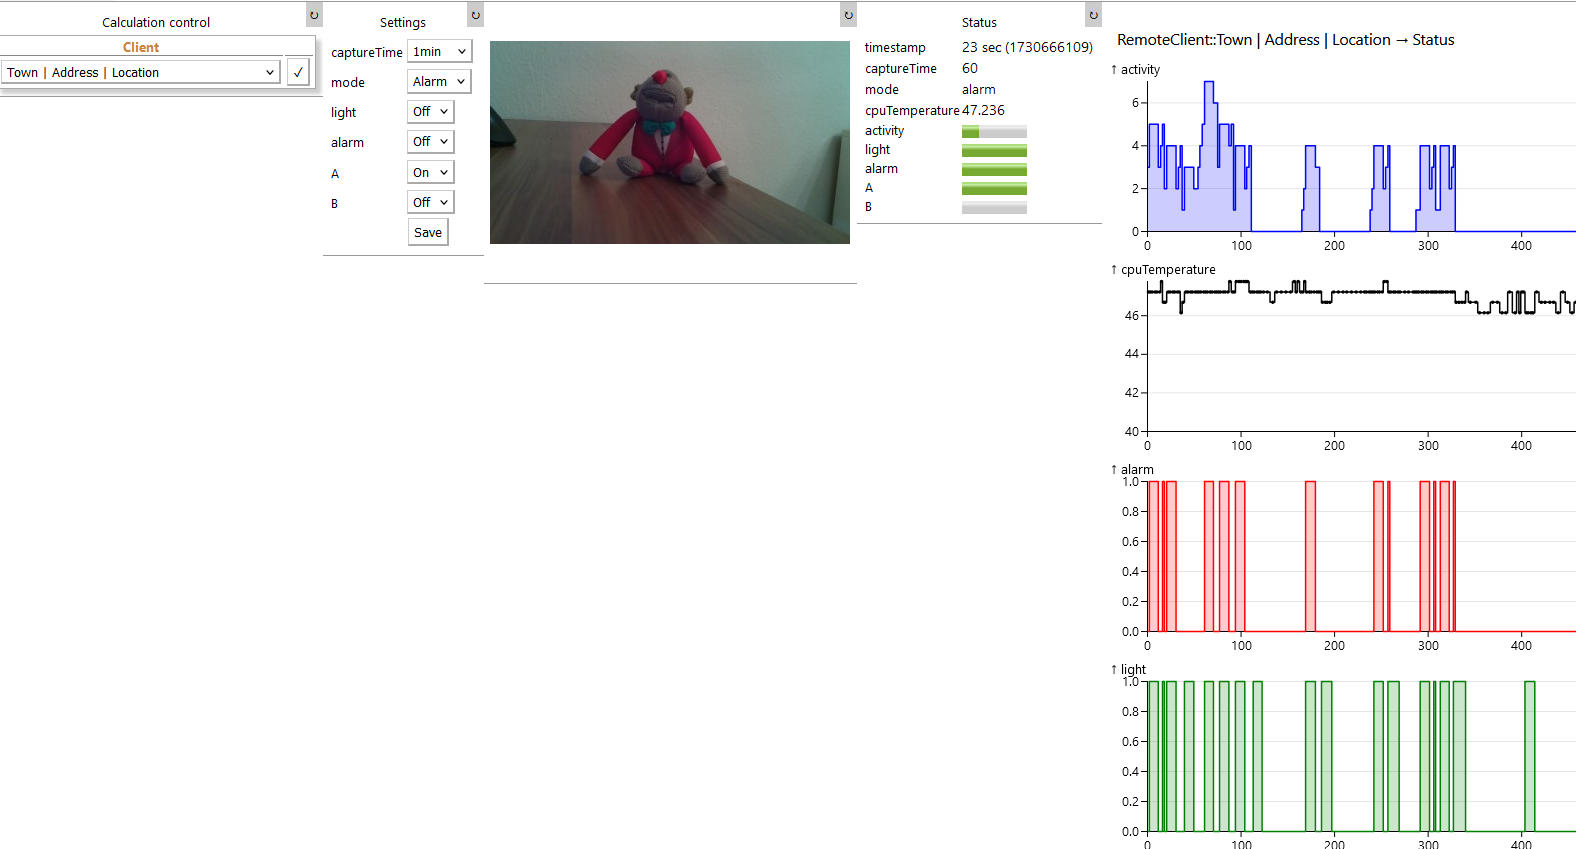 Calculation control
↻
Client
Town | Address | Location
✓
Settings
↻
captureTime 1min
mode Alarm
light Off
alarm Off
A On
B Off
Save
↻
Status
↻
timestamp 23 sec (1730666109)
captureTime 60
mode alarm
cpuTemperature 47.236
activity
light
alarm
A
B
RemoteClient::Town | Address | Location → Status
↑ activity
6
4
2
0
0 100 200 300 400
↑ cpuTemperature
46
44
42
40
0 100 200 300 400
↑ alarm
1.0
0.8
0.6
0.4
0.2
0.0
0 100 200 300 400
↑ light
1.0
0.8
0.6
0.4
0.2
0.0
0 100 200 300 400